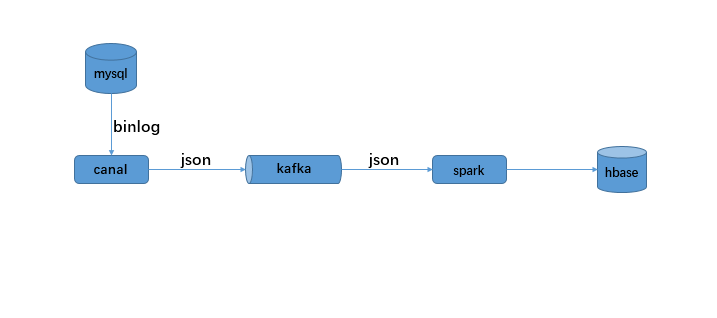 mysql
binlog
canal
json
kafka
json
spark
hbase